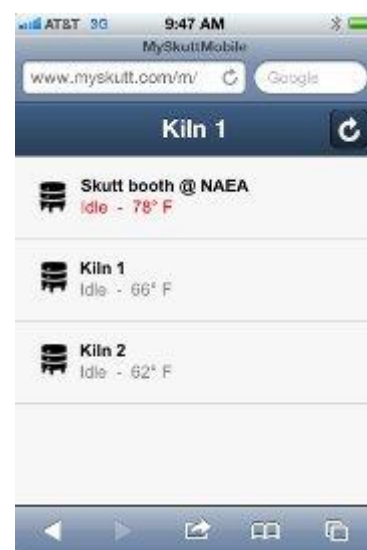 AT&T 3G 9:47 AM
MySkuttMobile
www.myskutt.com/m/ Google
Kiln 1
Skutt booth @ NAEA
Idle - 78° F
Kiln 1
Idle - 66° F
Kiln 2
Idle - 62° F